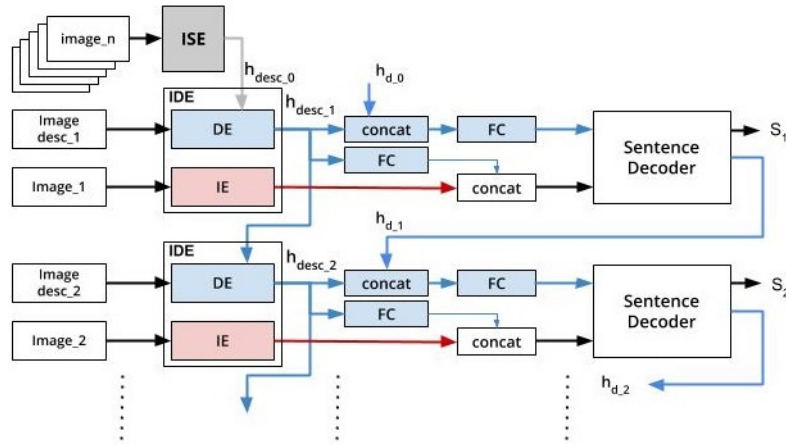 image_n
ISE
h_desc_0
h_d_0
IDE
h_desc_1
Image
desc_1
DE
concat
FC
Sentence
Decoder
S_1
FC
Image_1
IE
concat
h_d_1
IDE
h_desc_2
Image
desc_2
DE
concat
FC
Sentence
Decoder
S_2
FC
Image_2
IE
concat
h_d_2